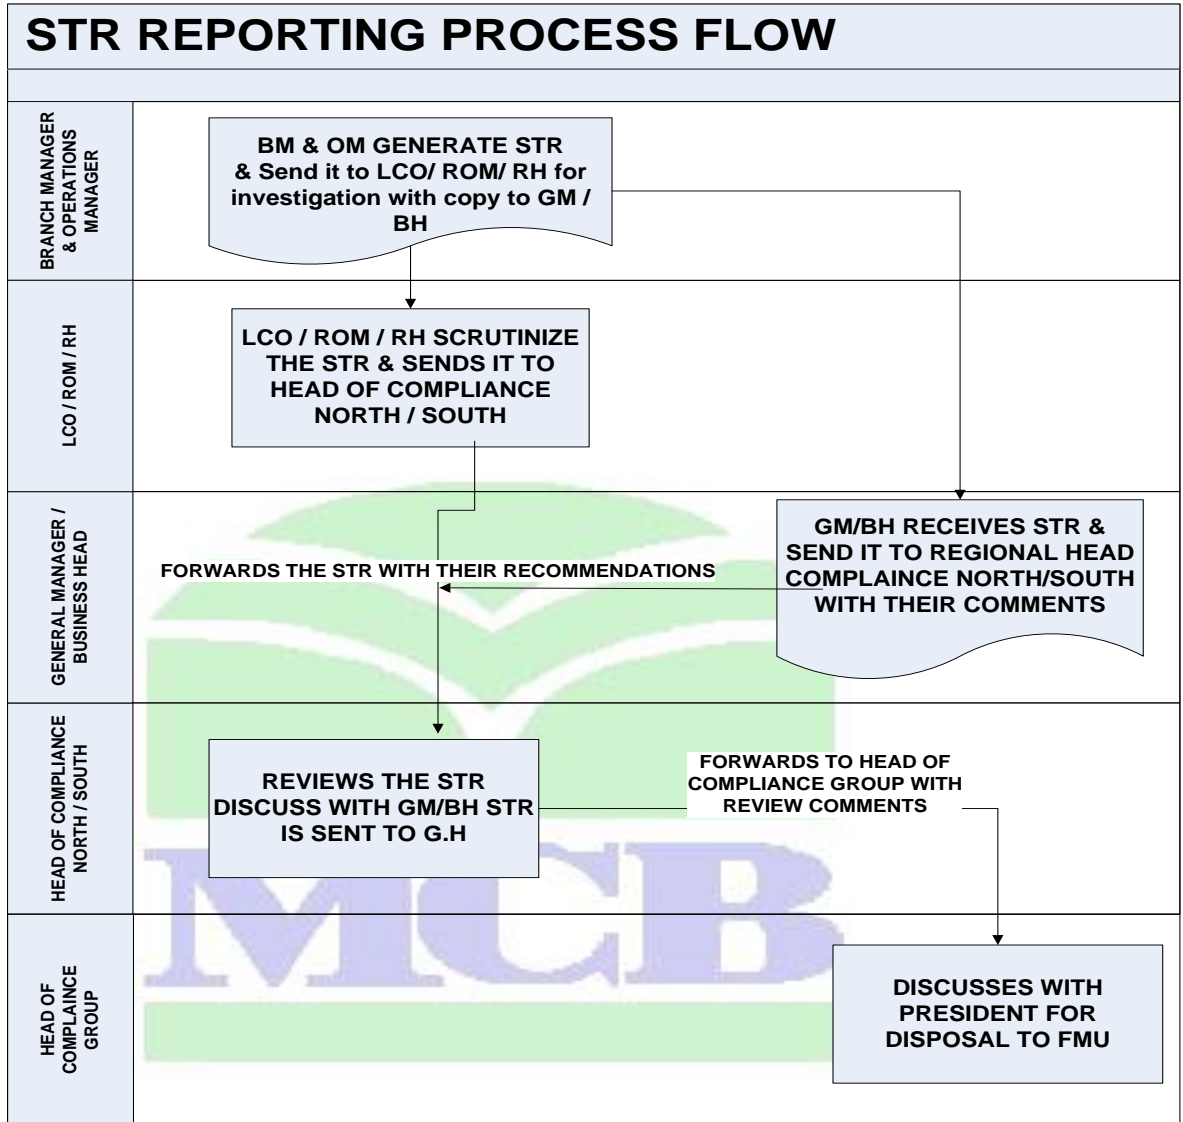 STR REPORTING PROCESS FLOW
BRANCH MANAGER
& OPERATIONS
MANAGER
BM & OM GENERATE STR
& Send it to LCO/ ROM/ RH for
investigation with copy to GM /
BH
LCO / ROM / RH
LCO / ROM / RH SCRUTINIZE
THE STR & SENDS IT TO
HEAD OF COMPLIANCE
NORTH / SOUTH
GENERAL MANAGER /
BUSINESS HEAD
GM/BH RECEIVES STR &
SEND IT TO REGIONAL HEAD
COMPLAINCE NORTH/SOUTH
WITH THEIR COMMENTS
FORWARDS THE STR WITH THEIR RECOMMENDATIONS
HEAD OF COMPLIANCE
NORTH / SOUTH
REVIEWS THE STR
DISCUSS WITH GM/BH STR
IS SENT TO G.H
FORWARDS TO HEAD OF
COMPLIANCE GROUP WITH
REVIEW COMMENTS
MCB
HEAD OF
COMPLAINCE
GROUP
DISCUSSES WITH
PRESIDENT FOR
DISPOSAL TO FMU